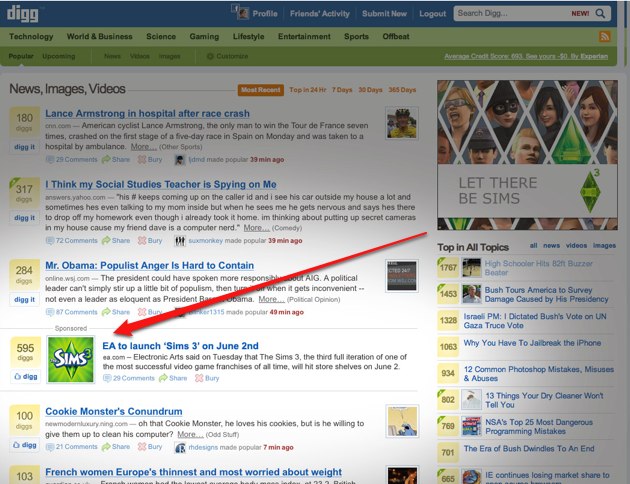 digg
Profile Friends' Activity Submit New Logout Search Digg... NEW!
Technology World & Business Science Gaming Lifestyle Entertainment Sports Offbeat
Popular Upcoming News Videos Images Customize Average Credit Score: 693. See yours -$0. By Experian
News, Images, Videos Most Recent Top in 24 Hr 7 Days 30 Days 365 Days
180
diggs
digg it
Lance Armstrong in hospital after race crash
cnn.com — American cyclist Lance Armstrong, the only man to win the Tour de France seven
times, crashed on the first stage of a five-day race in Spain on Monday and was taken to a
hospital by ambulance. More... (Other Sports)
29 Comments Share Bury made popular 39 min ago
317
diggs
digg it
I Think my Social Studies Teacher is Spying on Me
answers.yahoo.com — "his # keeps coming up on the caller id and i see his car outside my house a lot and
sometimes hes even talking to my mom inside but when he sees me he gets nervous and says hes there
to drop off my homework even though i already took it home. im thinking about putting up secret cameras
in case my friend dave is a computer nerd." More... (Comedy)
72 Comments Share Bury suxmonkey made popular 39 min ago
284
diggs
digg it
Mr. Obama: Populist Anger Is Hard to Contain
online.wsj.com — The president could have spoken more responsibly about AIG. A political
leader can't simply stir up a little bit of populism, then turn it off when it gets inconvenient --
not even a leader as eloquent as President Barack Obama. More... (Political Opinion)
87 Comments Share Bury made popular 49 min ago
Sponsored
595
diggs
digg
SIMS 3
EA to launch 'Sims 3' on June 2nd
ea.com – Electronic Arts said on Tuesday that The Sims 3, the third full iteration of one of
the most successful video game franchises of all time, will hit store shelves on June 2.
29 Comments Share Bury
100
diggs
digg
Cookie Monster's Conundrum
newmodernluxury.ning.com — oh that Cookie Monster, he loves his cookies, but is he willing to
give them up to clean his computer? More... (Odd Stuff)
21 Comments Share Bury rhdesigns made popular 7 min ago
103
French women Europe's thinnest and most worried about weight
LET THERE
BE SIMS
3
Top in All Topics all news videos images
1767 High Schooler Hits 82ft Buzzer
Beater
1453 Bush Tours America to Survey
Damage Caused by His Presidency
1328 Israeli PM: I Dictated Bush's Vote on UN
Gaza Truce Vote
1063 Why You Have To Jailbreak the iPhone
934 12 Common Photoshop Mistakes, Misuses
& Abuses
802 13 Things Your Dry Cleaner Won't
Tell You
769 NSA's Top 25 Most Dangerous
Programming Mistakes
701 The Era of Bush Dwindles To An End
665 IE continues losing market share to